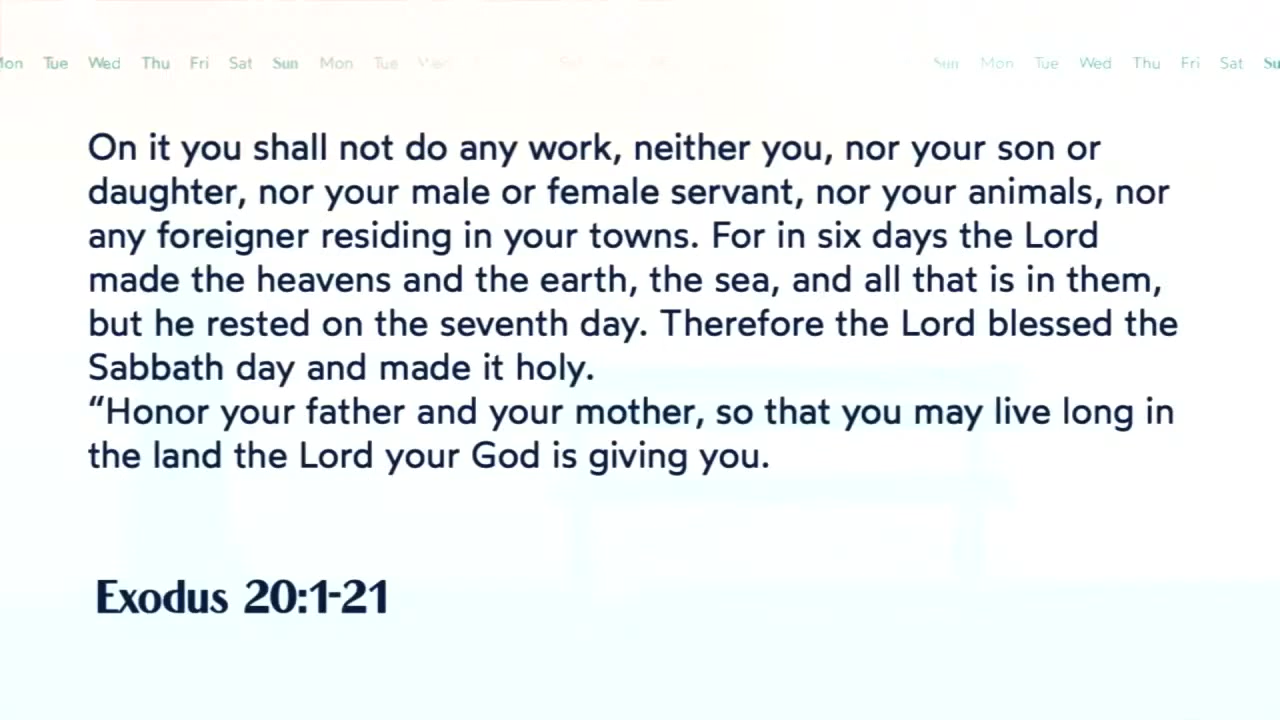 Mon Tue Wed Thu Fri Sat Sun Mon Tue Wed Sun Mon Tue Wed Thu Fri Sat Su
On it you shall not do any work, neither you, nor your son or
daughter, nor your male or female servant, nor your animals, nor
any foreigner residing in your towns. For in six days the Lord
made the heavens and the earth, the sea, and all that is in them,
but he rested on the seventh day. Therefore the Lord blessed the
Sabbath day and made it holy.
“Honor your father and your mother, so that you may live long in
the land the Lord your God is giving you.
Exodus 20:1-21